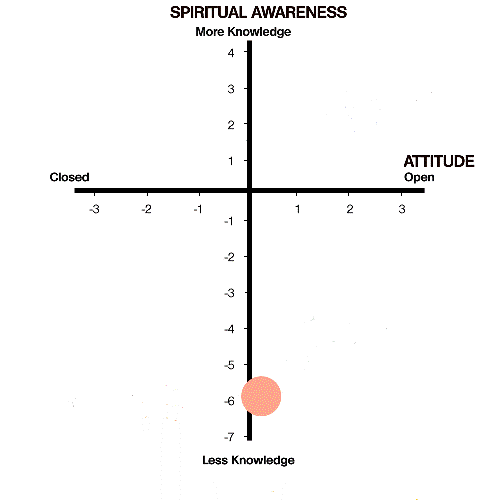 SPIRITUAL AWARENESS
More Knowledge
4
3
2
1
ATTITUDE
Closed
Open
-3 -2 -1 1 2 3
-1
-2
-3
-4
-5
-6
-7
Less Knowledge